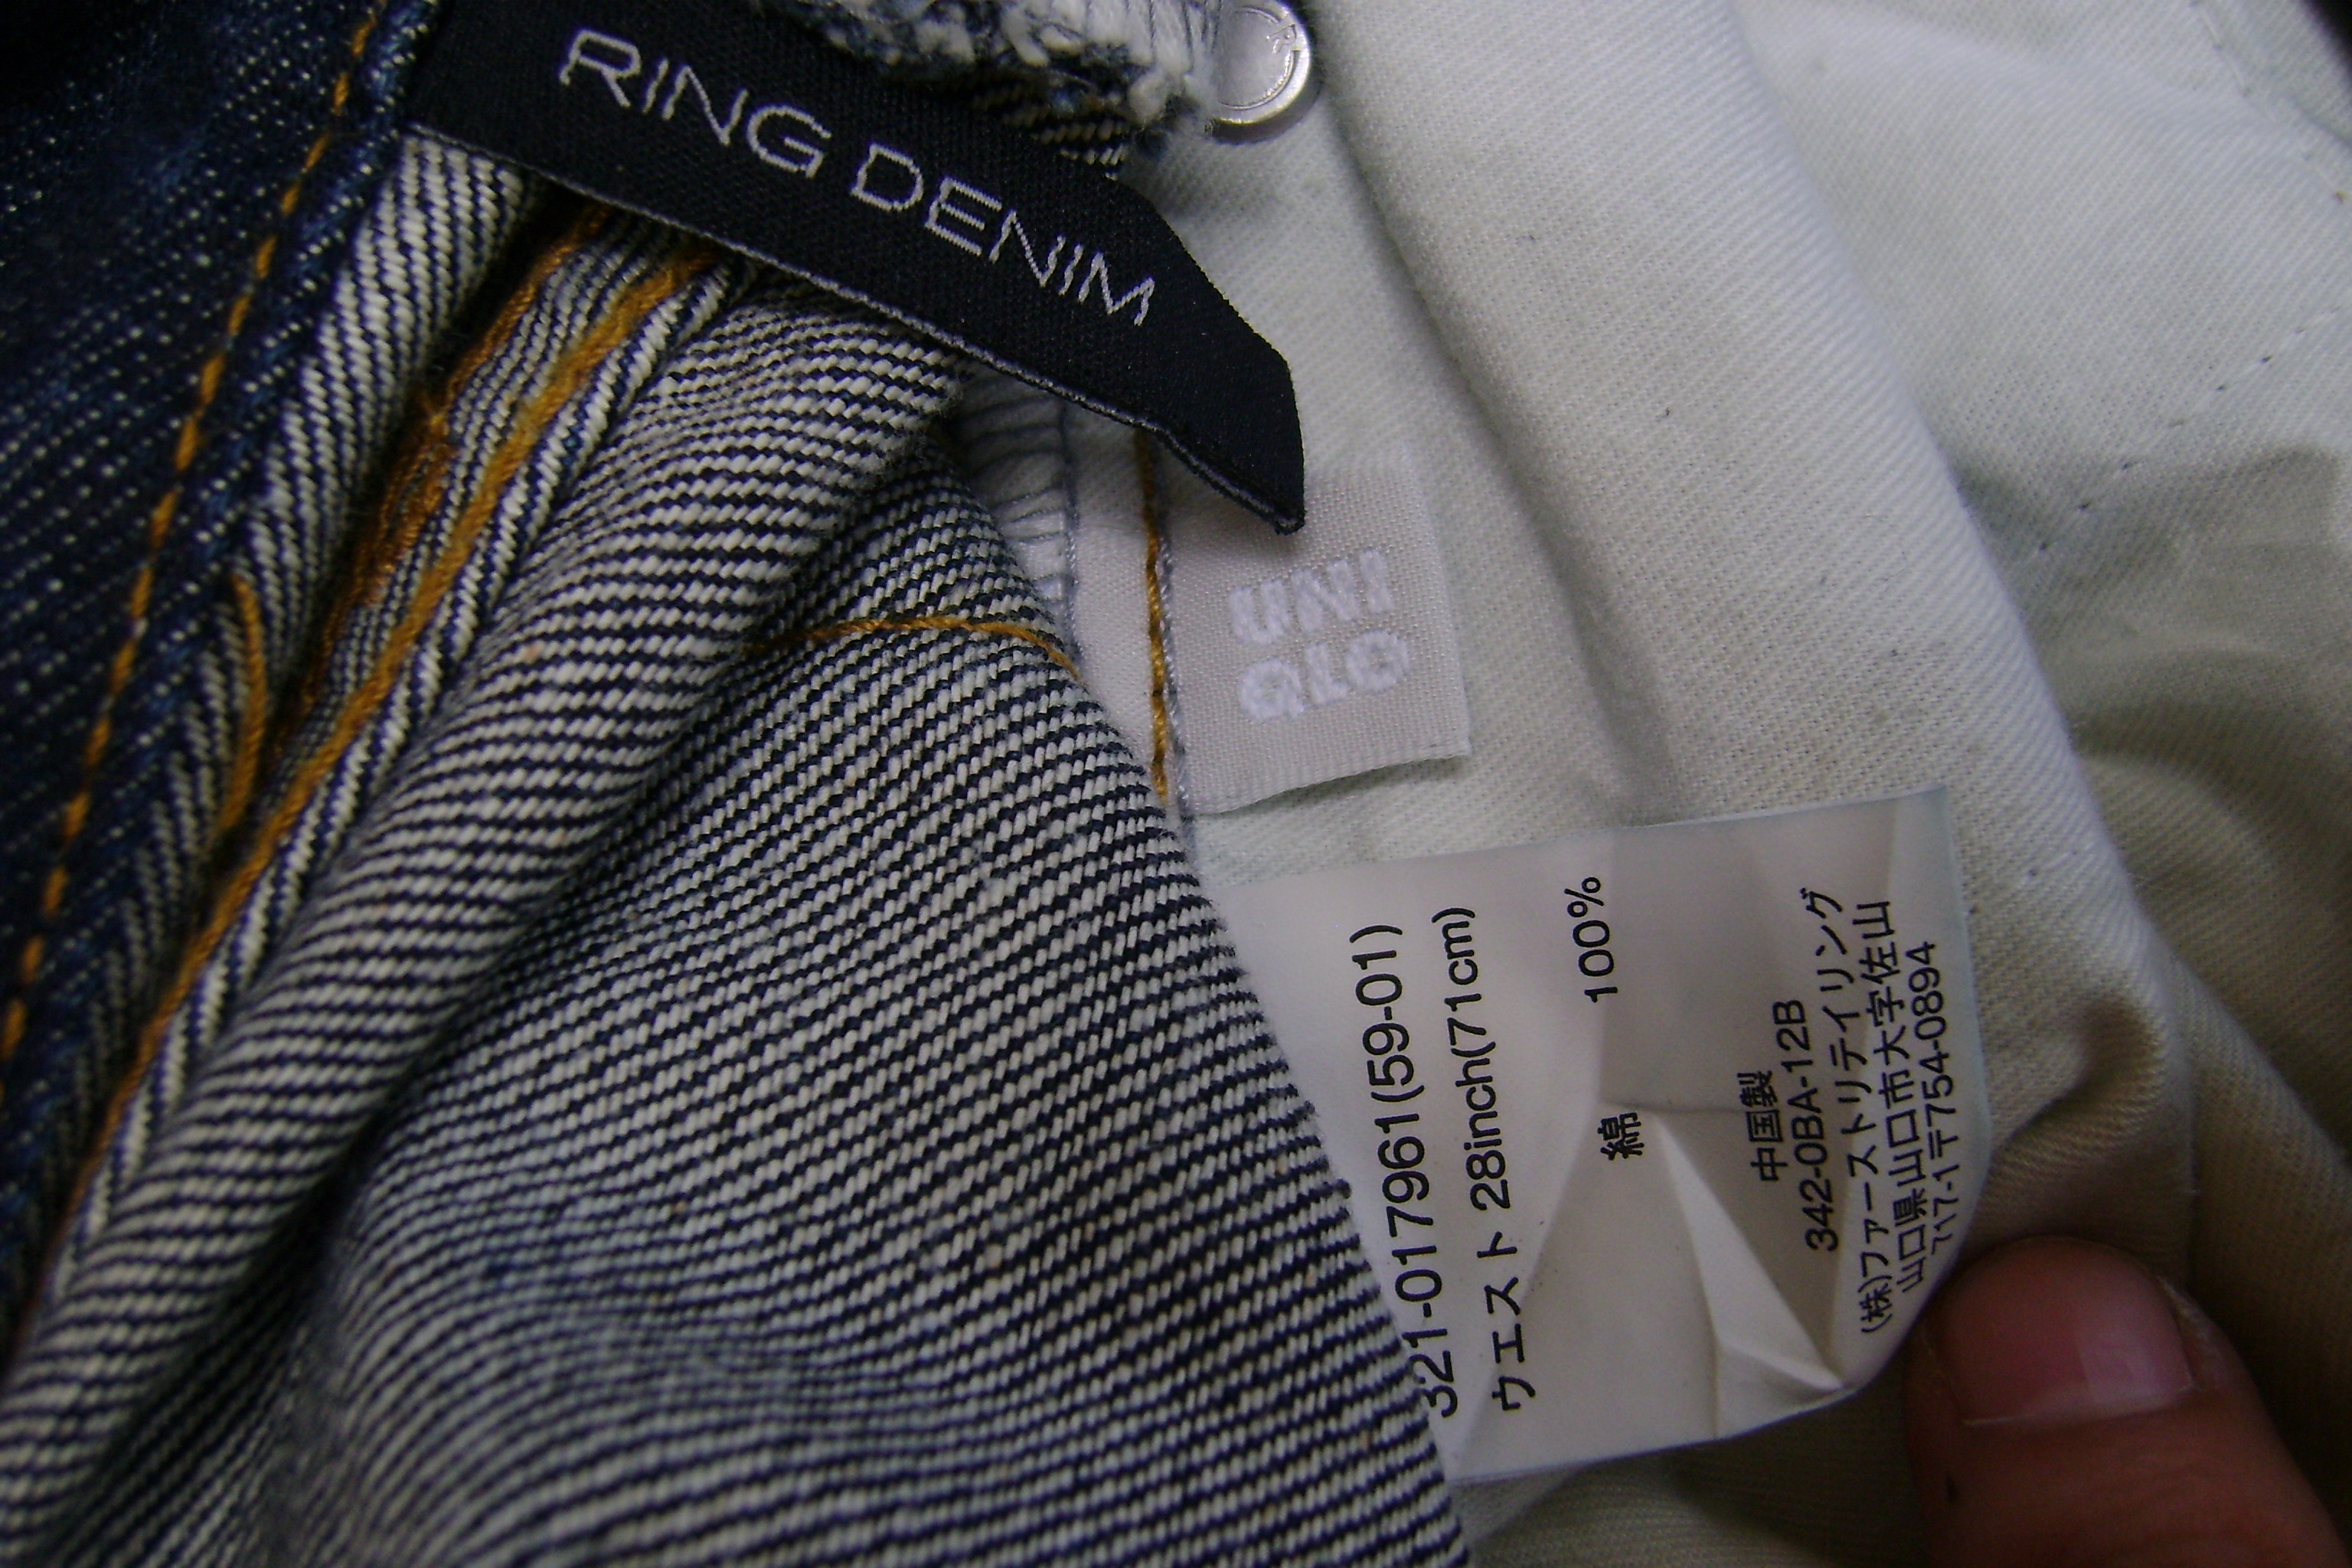 RING DENIM
UNI
QLO
321-017961(59-01)
ウエスト 28inch(71cm)
綿 100%
中国製
342-0BA-12B
(株)ファーストリテイリング
山口県山口市大字佐山
717-1〒754-0894